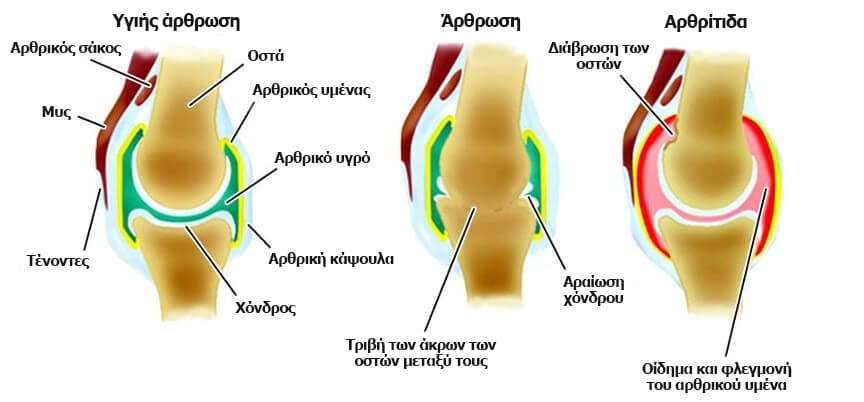 Υγιής άρθρωση
Αρθρικός σάκος
Οστά
Αρθρικός υμένας
Μυς
Αρθρικό υγρό
Τένοντες
Αρθρική κάψουλα
Χόνδρος
Άρθρωση
Αραίωση
χόνδρου
Τριβή των άκρων των
οστών μεταξύ τους
Αρθρίτιδα
Διάβρωση των
οστών
Οίδημα και φλεγμονή
του αρθρικού υμένα